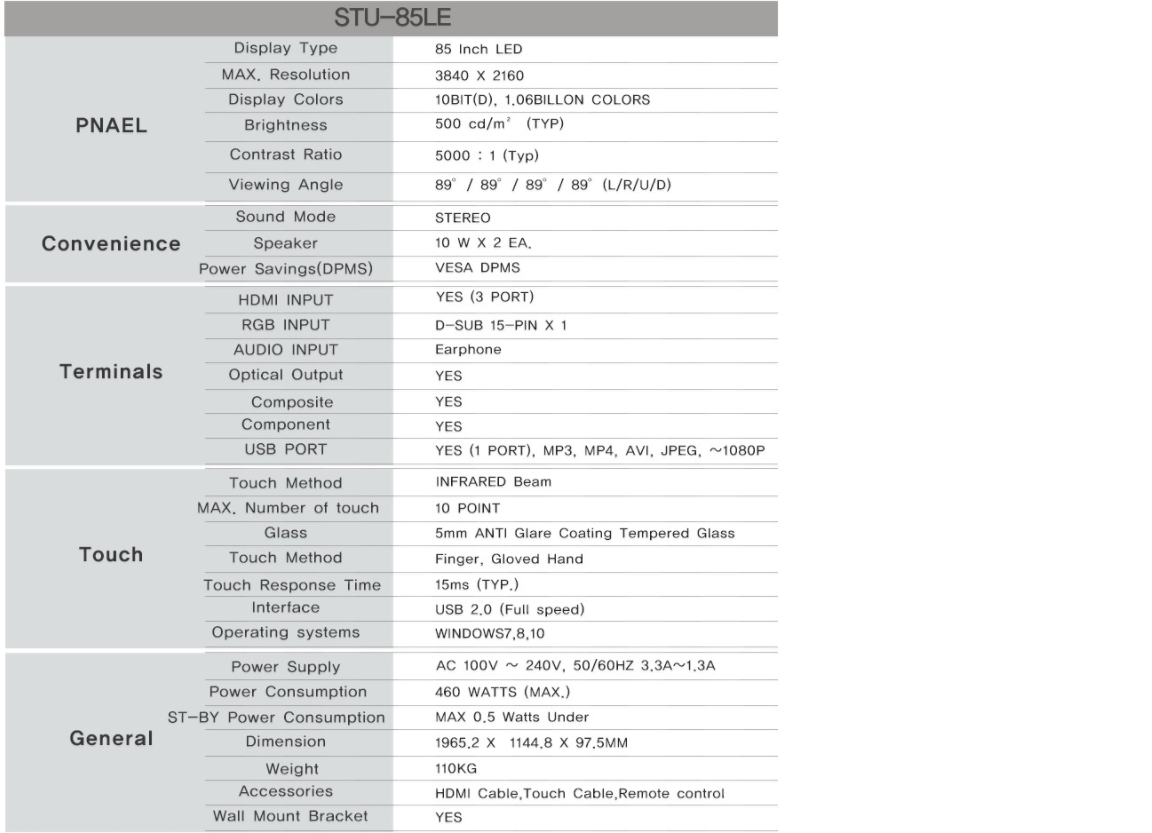 STU-85LE
PNAEL
Display Type 85 Inch LED
MAX. Resolution 3840 X 2160
Display Colors 10BIT(D), 1.06BILLON COLORS
Brightness 500 cd/m² (TYP)
Contrast Ratio 5000 : 1 (Typ)
Viewing Angle 89° / 89° / 89° / 89° (L/R/U/D)
Convenience
Sound Mode STEREO
Speaker 10 W X 2 EA.
Power Savings(DPMS) VESA DPMS
Terminals
HDMI INPUT YES (3 PORT)
RGB INPUT D-SUB 15-PIN X 1
AUDIO INPUT Earphone
Optical Output YES
Composite YES
Component YES
USB PORT YES (1 PORT), MP3, MP4, AVI, JPEG, ~1080P
Touch
Touch Method INFRARED Beam
MAX. Number of touch 10 POINT
Glass 5mm ANTI Glare Coating Tempered Glass
Touch Method Finger, Gloved Hand
Touch Response Time 15ms (TYP.)
Interface USB 2.0 (Full speed)
Operating systems WINDOWS7,8,10
General
Power Supply AC 100V ~ 240V, 50/60HZ 3.3A~1.3A
Power Consumption 460 WATTS (MAX.)
ST-BY Power Consumption MAX 0.5 Watts Under
Dimension 1965.2 X 1144.8 X 97.5MM
Weight 110KG
Accessories HDMI Cable,Touch Cable,Remote control
Wall Mount Bracket YES